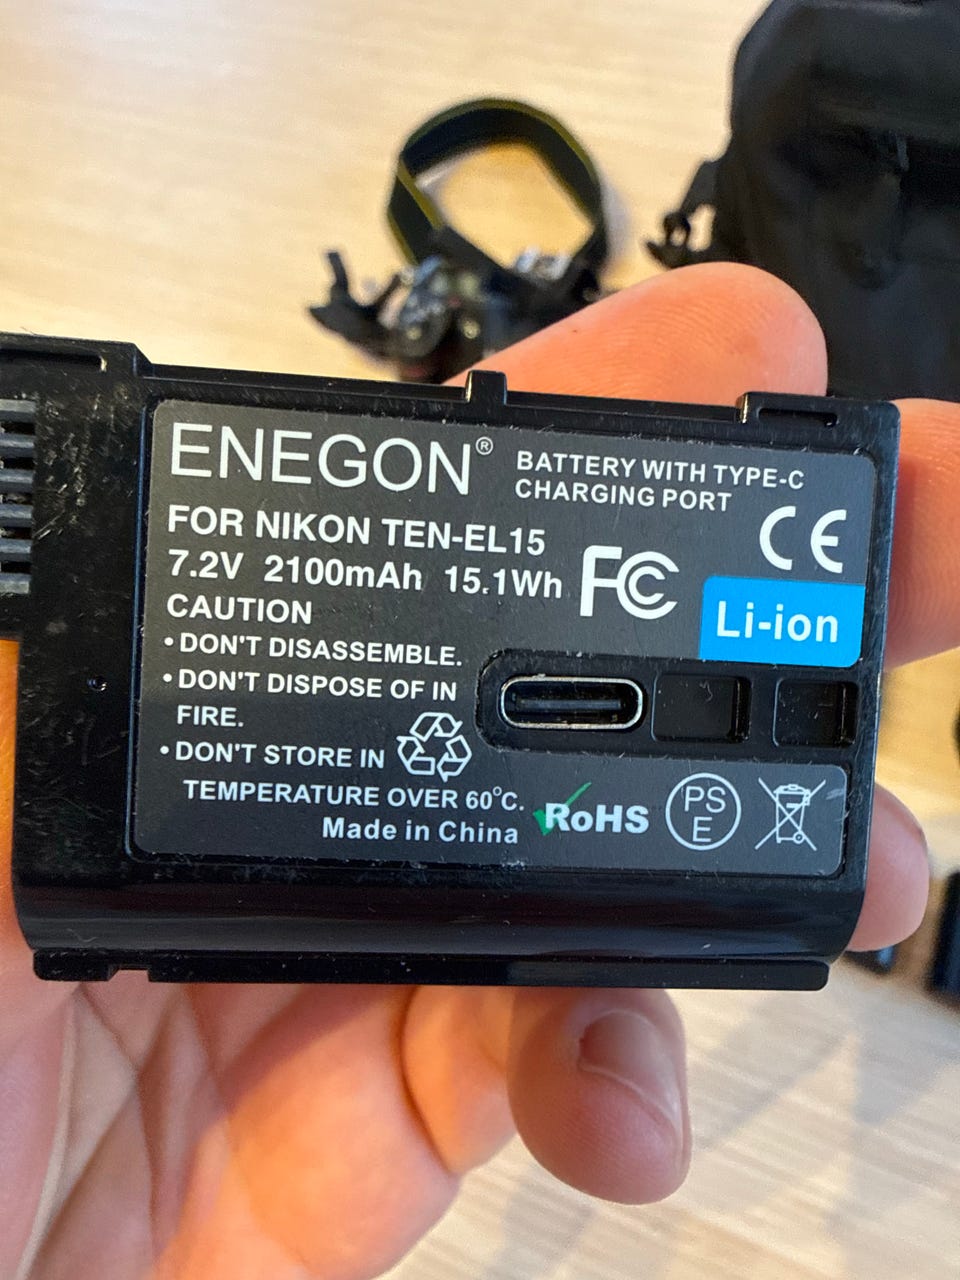 ENEGON®
BATTERY WITH TYPE-C
CHARGING PORT
FOR NIKON TEN-EL15
7.2V 2100mAh 15.1Wh
FC
CE
Li-ion
CAUTION
• DON'T DISASSEMBLE.
• DON'T DISPOSE OF IN
FIRE.
• DON'T STORE IN
TEMPERATURE OVER 60°C.
Made in China
RoHS
PS
E